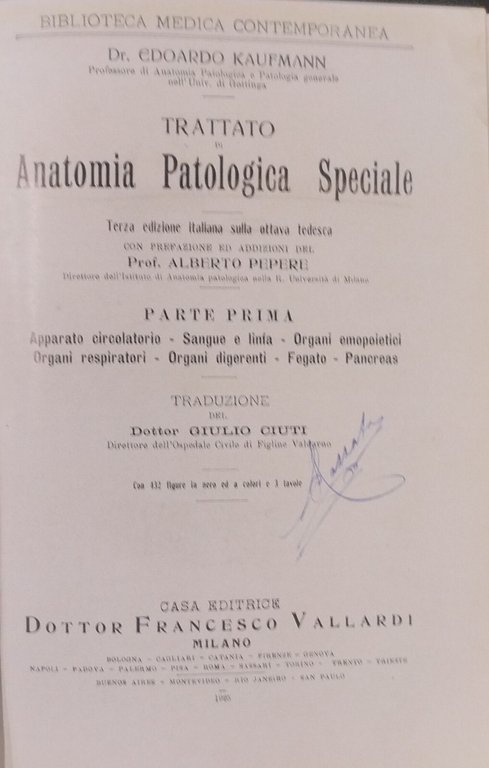 BIBLIOTECA MEDICA CONTEMPORANEA
Dr. EDOARDO KAUFMANN
Professore di Anatomia Patologica e Patologia generale
nell'Univ. di Gottinga
TRATTATO
DI
Anatomia Patologica Speciale
Terza edizione italiana sulla ottava tedesca
CON PREFAZIONE ED ADDIZIONI DEL
Prof. ALBERTO PEPERE
Direttore dell'Istituto di Anatomia patologica nella R. Università di Milano
PARTE PRIMA
Apparato circolatorio - Sangue e linfa - Organi emopoietici
Organi respiratori - Organi digerenti - Fegato - Pancreas
TRADUZIONE
DEL
Dottor GIULIO CIUTI
Direttore dell'Ospedale Civile di Figline Valdarno
Con 432 figure in nero ed a colori e 3 tavole
CASA EDITRICE
DOTTOR FRANCESCO VALLARDI
MILANO
BOLOGNA - CAGLIARI - CATANIA - FIRENZE - GENOVA
NAPOLI - PADOVA - PALERMO - PISA - ROMA - SASSARI - TORINO - TRENTO - TRIESTE
BUENOS AIRES - MONTEVIDEO - RIO JANEIRO - SAN PAULO